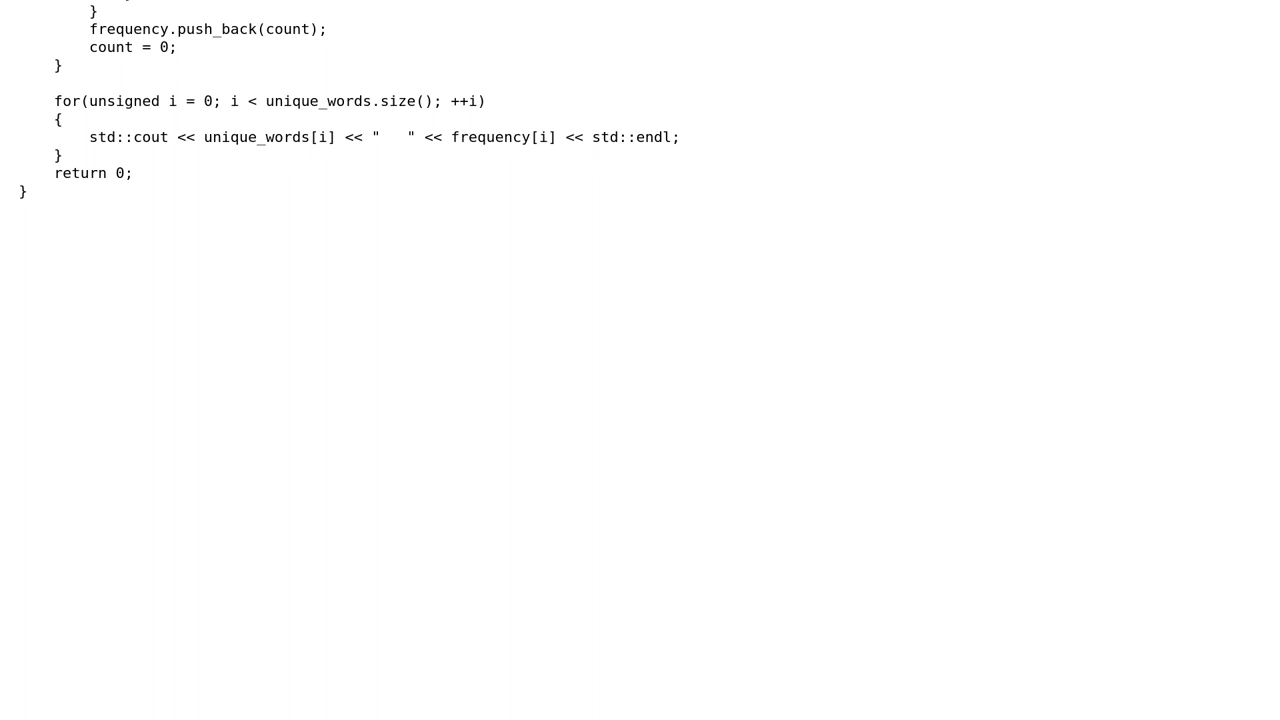 }
frequency.push_back(count);
count = 0;
}
for(unsigned i = 0; i < unique_words.size(); ++i)
{
std::cout << unique_words[i] << "   " << frequency[i] << std::endl;
}
return 0;
}